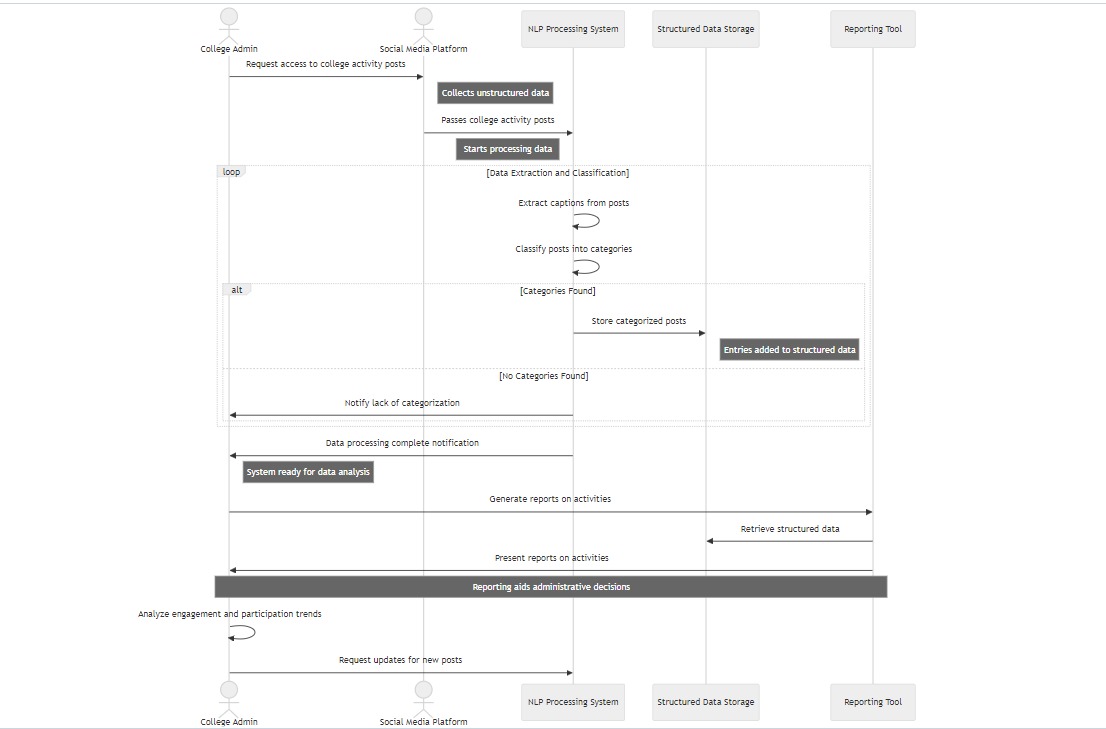 NLP Processing System
Structured Data Storage
Reporting Tool
College Admin
Social Media Platform
Request access to college activity posts
Collects unstructured data
Passes college activity posts
Starts processing data
loop
[Data Extraction and Classification]
Extract captions from posts
Classify posts into categories
alt
[Categories Found]
Store categorized posts
Entries added to structured data
[No Categories Found]
Notify lack of categorization
Data processing complete notification
System ready for data analysis
Generate reports on activities
Retrieve structured data
Present reports on activities
Reporting aids administrative decisions
Analyze engagement and participation trends
Request updates for new posts
NLP Processing System
Structured Data Storage
Reporting Tool
College Admin
Social Media Platform